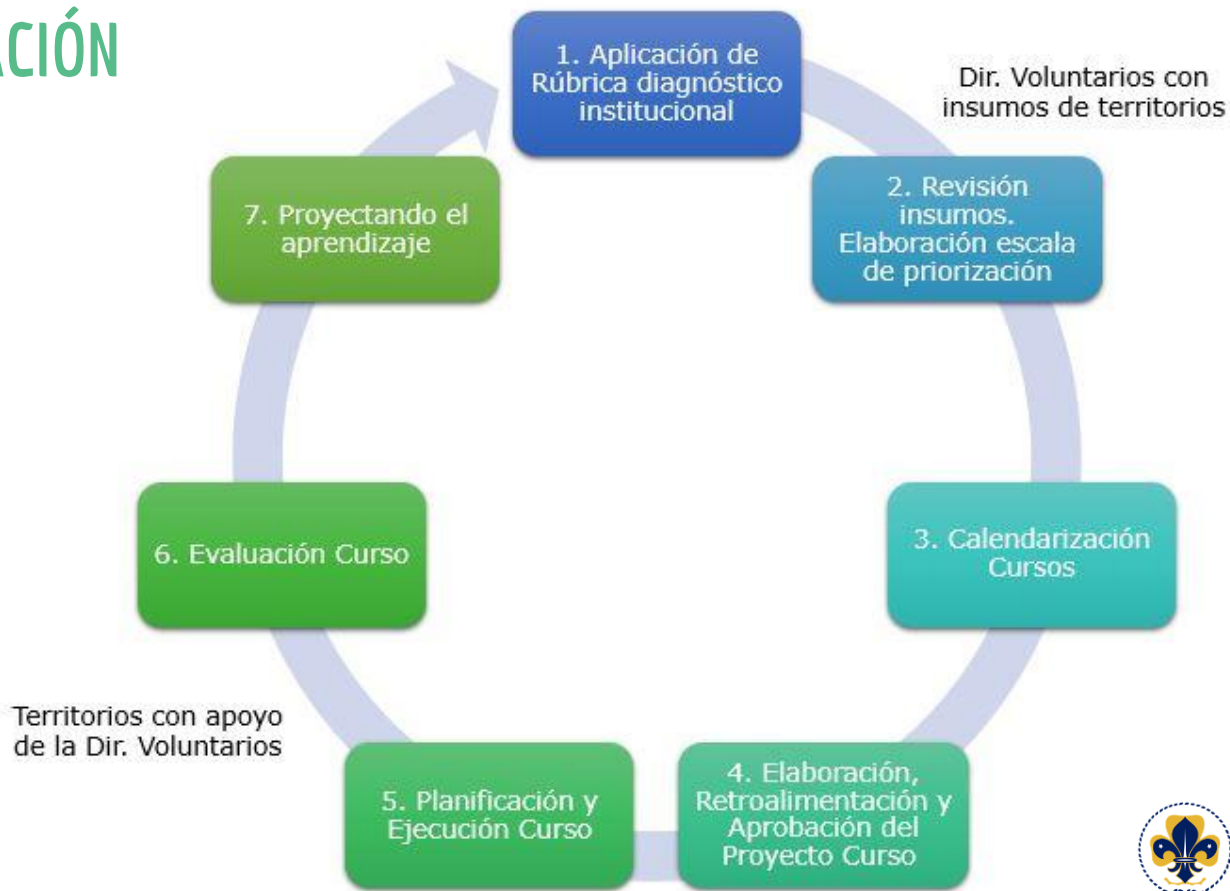 ACIÓN
1. Aplicación de
Rúbrica diagnóstico
institucional
Dir. Voluntarios con
insumos de territorios
2. Revisión
insumos.
Elaboración escala
de priorización
3. Calendarización
Cursos
4. Elaboración,
Retroalimentación y
Aprobación del
Proyecto Curso
5. Planificación y
Ejecución Curso
Territorios con apoyo
de la Dir. Voluntarios
6. Evaluación Curso
7. Proyectando el
aprendizaje